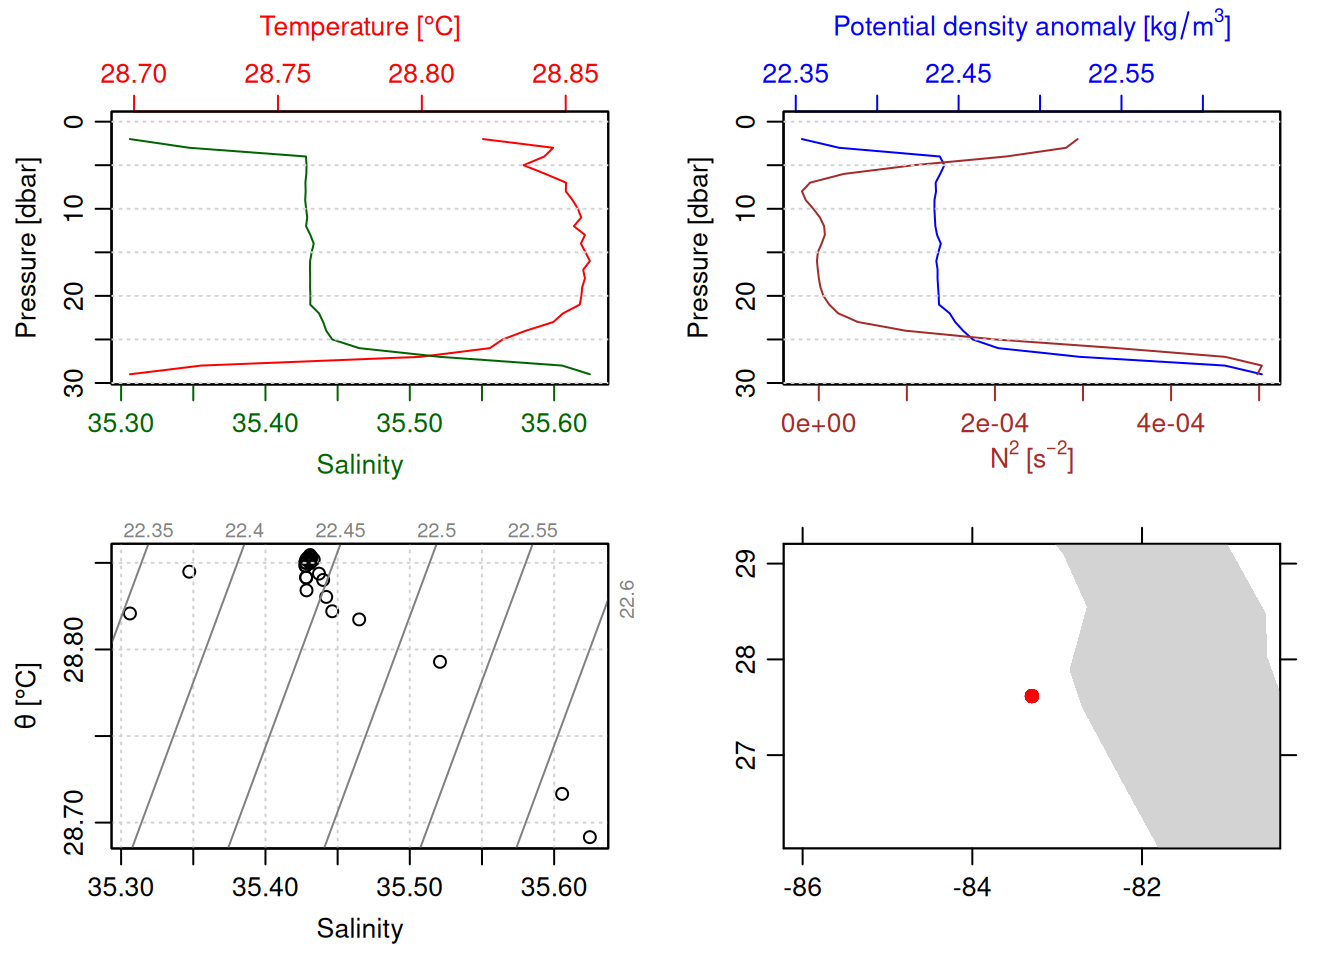 Temperature [°C]
28.70 28.75 28.80 28.85
Pressure [dbar]
0 10 20 30
35.30 35.40 35.50 35.60
Salinity
Potential density anomaly [kg/m³]
22.35 22.45 22.55
Pressure [dbar]
0 10 20 30
0e+00 2e-04 4e-04
N² [s⁻²]
22.35 22.4 22.45 22.5 22.55
22.6
θ [°C]
28.80
28.70
35.30 35.40 35.50 35.60
Salinity
29
28
27
-86 -84 -82